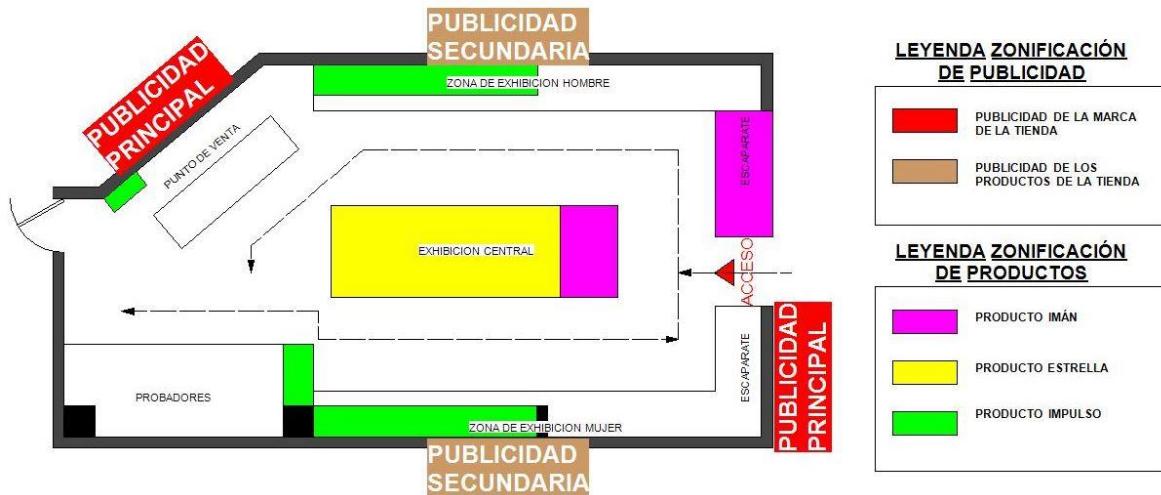 PUBLICIDAD
SECUNDARIA
PUBLICIDAD
PRINCIPAL
ZONA DE EXHIBICION HOMBRE
PUNTO DE VENTA
ESCAPARATE
EXHIBICION CENTRAL
ACCESO
PROBADORES
ESCAPARATE
PUBLICIDAD
PRINCIPAL
ZONA DE EXHIBICION MUJER
PUBLICIDAD
SECUNDARIA
LEYENDA ZONIFICACIÓN
DE PUBLICIDAD
PUBLICIDAD DE LA MARCA
DE LA TIENDA
PUBLICIDAD DE LOS
PRODUCTOS DE LA TIENDA
LEYENDA ZONIFICACIÓN
DE PRODUCTOS
PRODUCTO IMÁN
PRODUCTO ESTRELLA
PRODUCTO IMPULSO